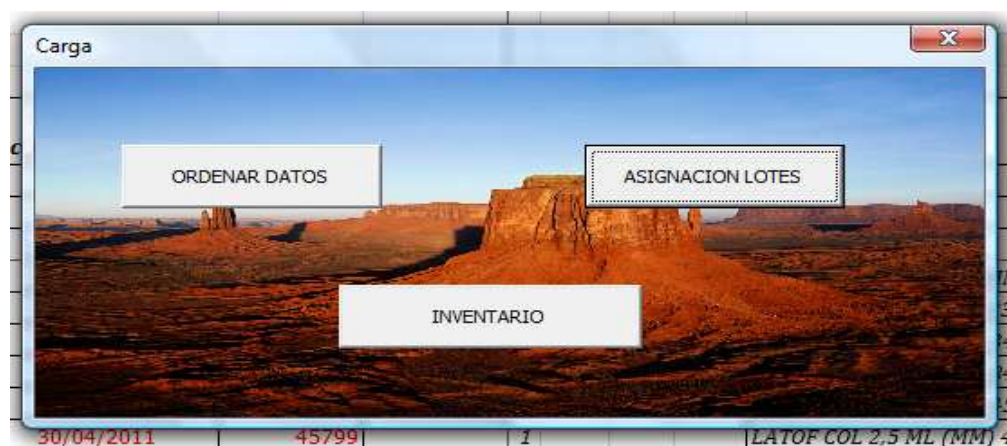 Carga
ORDENAR DATOS
ASIGNACION LOTES
INVENTARIO
30/04/2011 45799 1 LATOF COL 2,5 ML (MM)